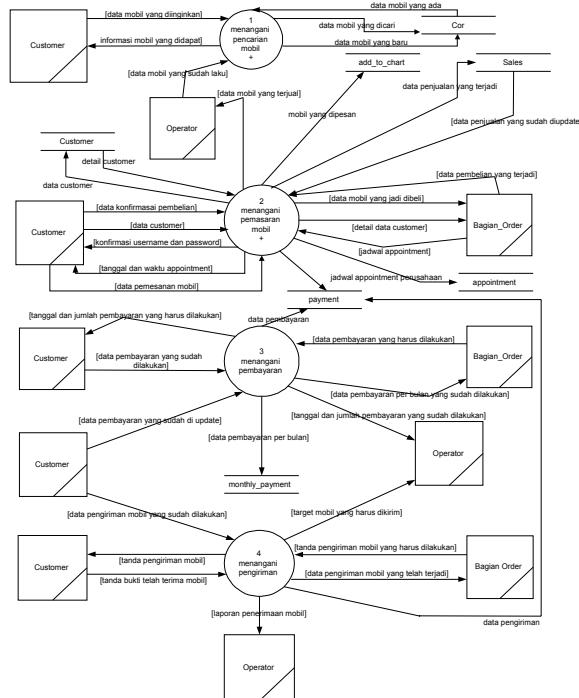 data mobil yang ada
[data mobil yang diinginkan]
1
menangani
pencarian
mobil
+
data mobil yang dicari
Cor
Customer
informasi mobil yang didapat]
data mobil yang baru
[data mobil yang sudah laku]
add_to_chart
Sales
[data mobil yang terjual]
data penjualan yang terjadi
Operator
mobil yang dipesan
[data penjualan yang sudah diupdate
Customer
detail customer
data customer
[data pembelian yang terjadi]
2
menangani
pemasaran
mobil
+
[data konfirmasai pembelian]
[data mobil yang jadi dibeli]
Customer
[data customer]
[detail data customer]
Bagian_Order
[konfirmasi username dan password]
[jadwal appointment]
[tanggal dan waktu appointment]
jadwal appointment perusahaan
appointment
[data pemesanan mobil]
payment
[tanggal dan jumlah pembayaran yang harus dilakukan]
data pembayaran
[data pembayaran yang harus dilakukan]
3
menangani
pembayaran
Customer
[data pembayaran yang sudah
dilakukan]
Bagian_Order
[data pembayaran per bulan yang sudah dilakukan]
[tanggal dan jumlah pembayaran yang sudah dilakukan]
[data pembayaran yang sudah di update]
[data pembayaran per bulan]
Customer
Operator
monthly_payment
[data pengiriman mobil yang sudah dilakukan]
[target mobil yang harus dikirim]
4
menangani
pengiriman
[tanda pengiriman mobil yang harus dilakukan]
Customer
[tanda pengiriman mobil]
Bagian Order
[data pengiriman mobil yang telah terjadi]
[tanda bukti telah terima mobil]
[laporan penerimaan mobil]
data pengiriman
Operator